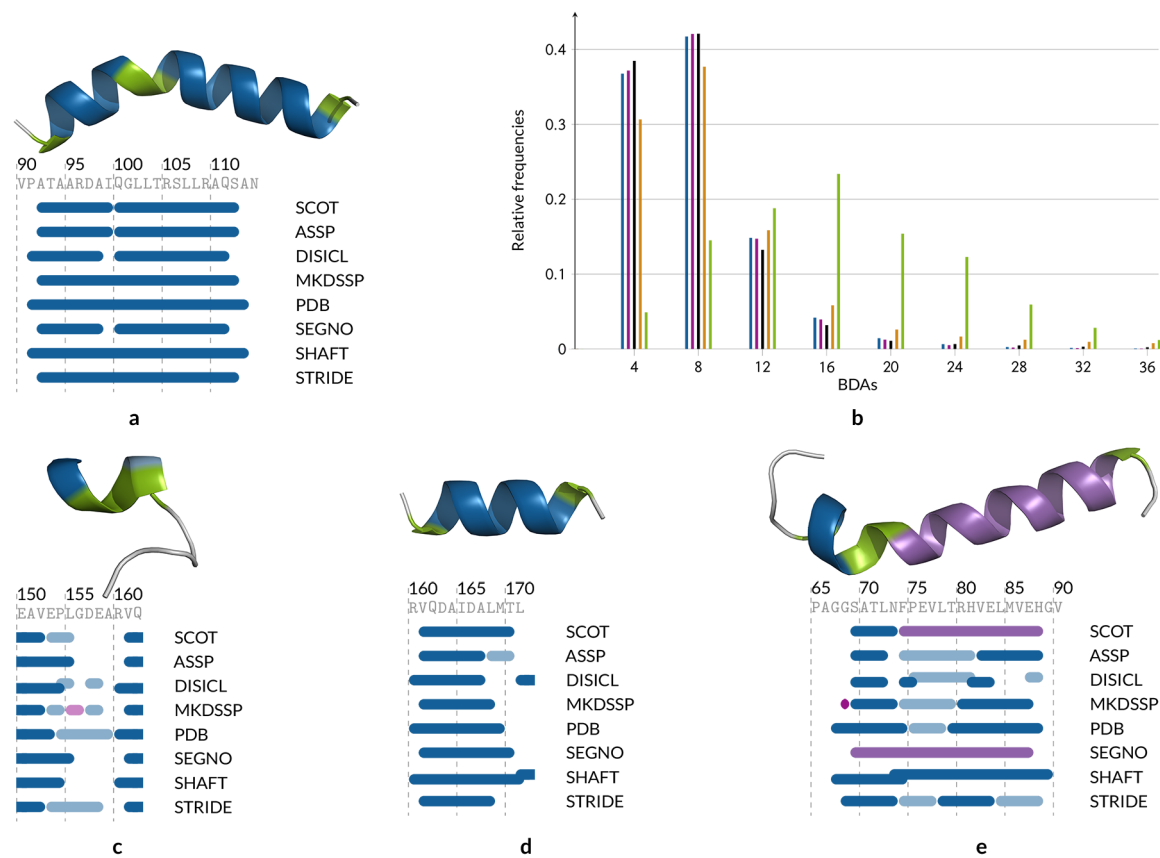 90 95 100 105 110
VPATAARDAIQGLLTRSLLRAQSAN
SCOT
ASSP
DISICL
MKDSSP
PDB
SEGNO
SHAFT
STRIDE
a
Relative frequencies
0.4
0.3
0.2
0.1
0
4 8 12 16 20 24 28 32 36
BDAs
b
150 155 160
EAVEPLGDEARVQ
SCOT
ASSP
DISICL
MKDSSP
PDB
SEGNO
SHAFT
STRIDE
c
160 165 170
RVQDAIDALMTL
SCOT
ASSP
DISICL
MKDSSP
PDB
SEGNO
SHAFT
STRIDE
d
65 70 75 80 85 90
PAGGSATLNFPEVLTRHVELMVEHGV
SCOT
ASSP
DISICL
MKDSSP
PDB
SEGNO
SHAFT
STRIDE
e